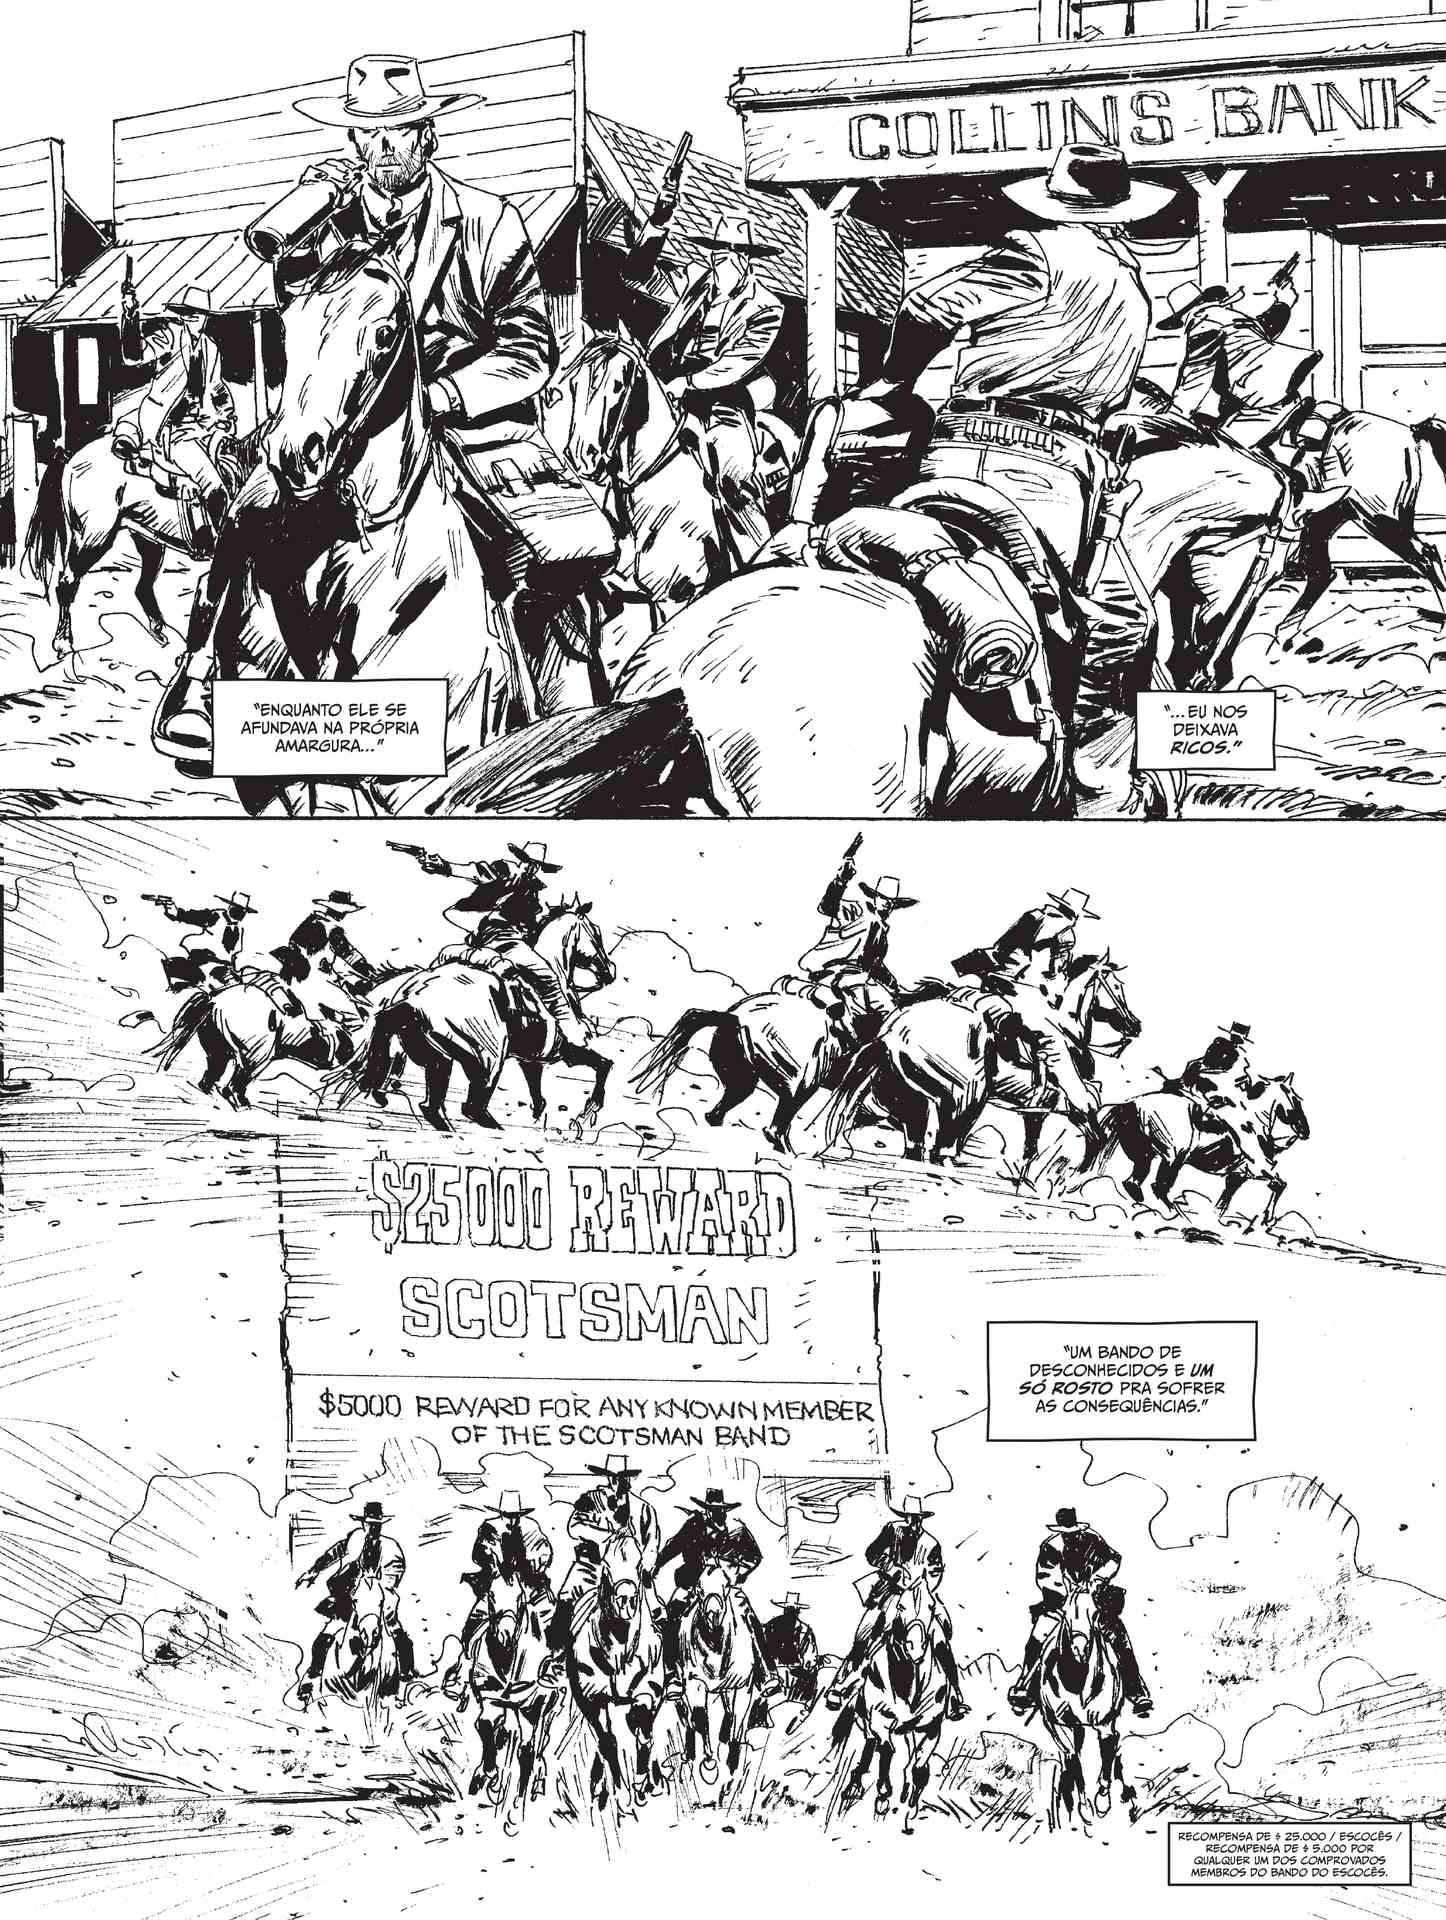 COLLINS BANK
"ENQUANTO ELE SE
AFUNDAVA NA PRÓPRIA
AMARGURA..."
"...EU NOS
DEIXAVA
RICOS."
$25000 REWARD
SCOTSMAN
$5000 REWARD FOR ANY KNOWN MEMBER
OF THE SCOTSMAN BAND
"UM BANDO DE
DESCONHECIDOS E UM
SÓ ROSTO PRA SOFRER
AS CONSEQUÊNCIAS."
RECOMPENSA DE $ 25.000 / ESCOCÊS /
RECOMPENSA DE $ 5.000 POR
QUALQUER UM DOS COMPROVADOS
MEMBROS DO BANDO DO ESCOCÊS.